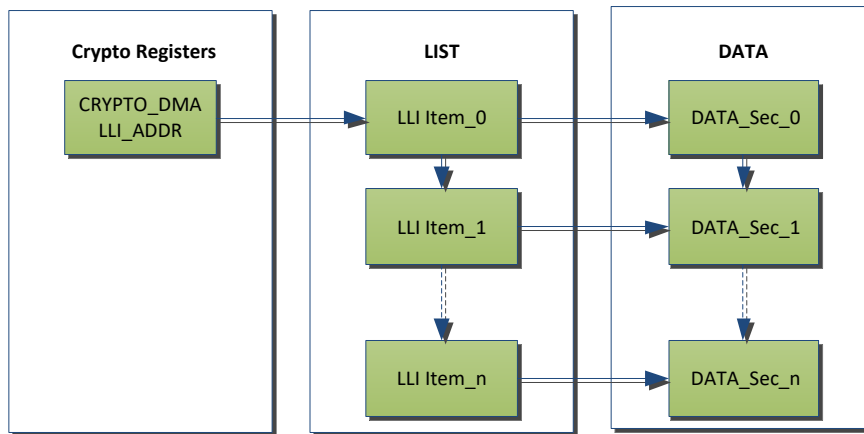 Crypto Registers
CRYPTO_DMA
LLI_ADDR
LIST
LLI Item_0
LLI Item_1
LLI Item_n
DATA
DATA_Sec_0
DATA_Sec_1
DATA_Sec_n